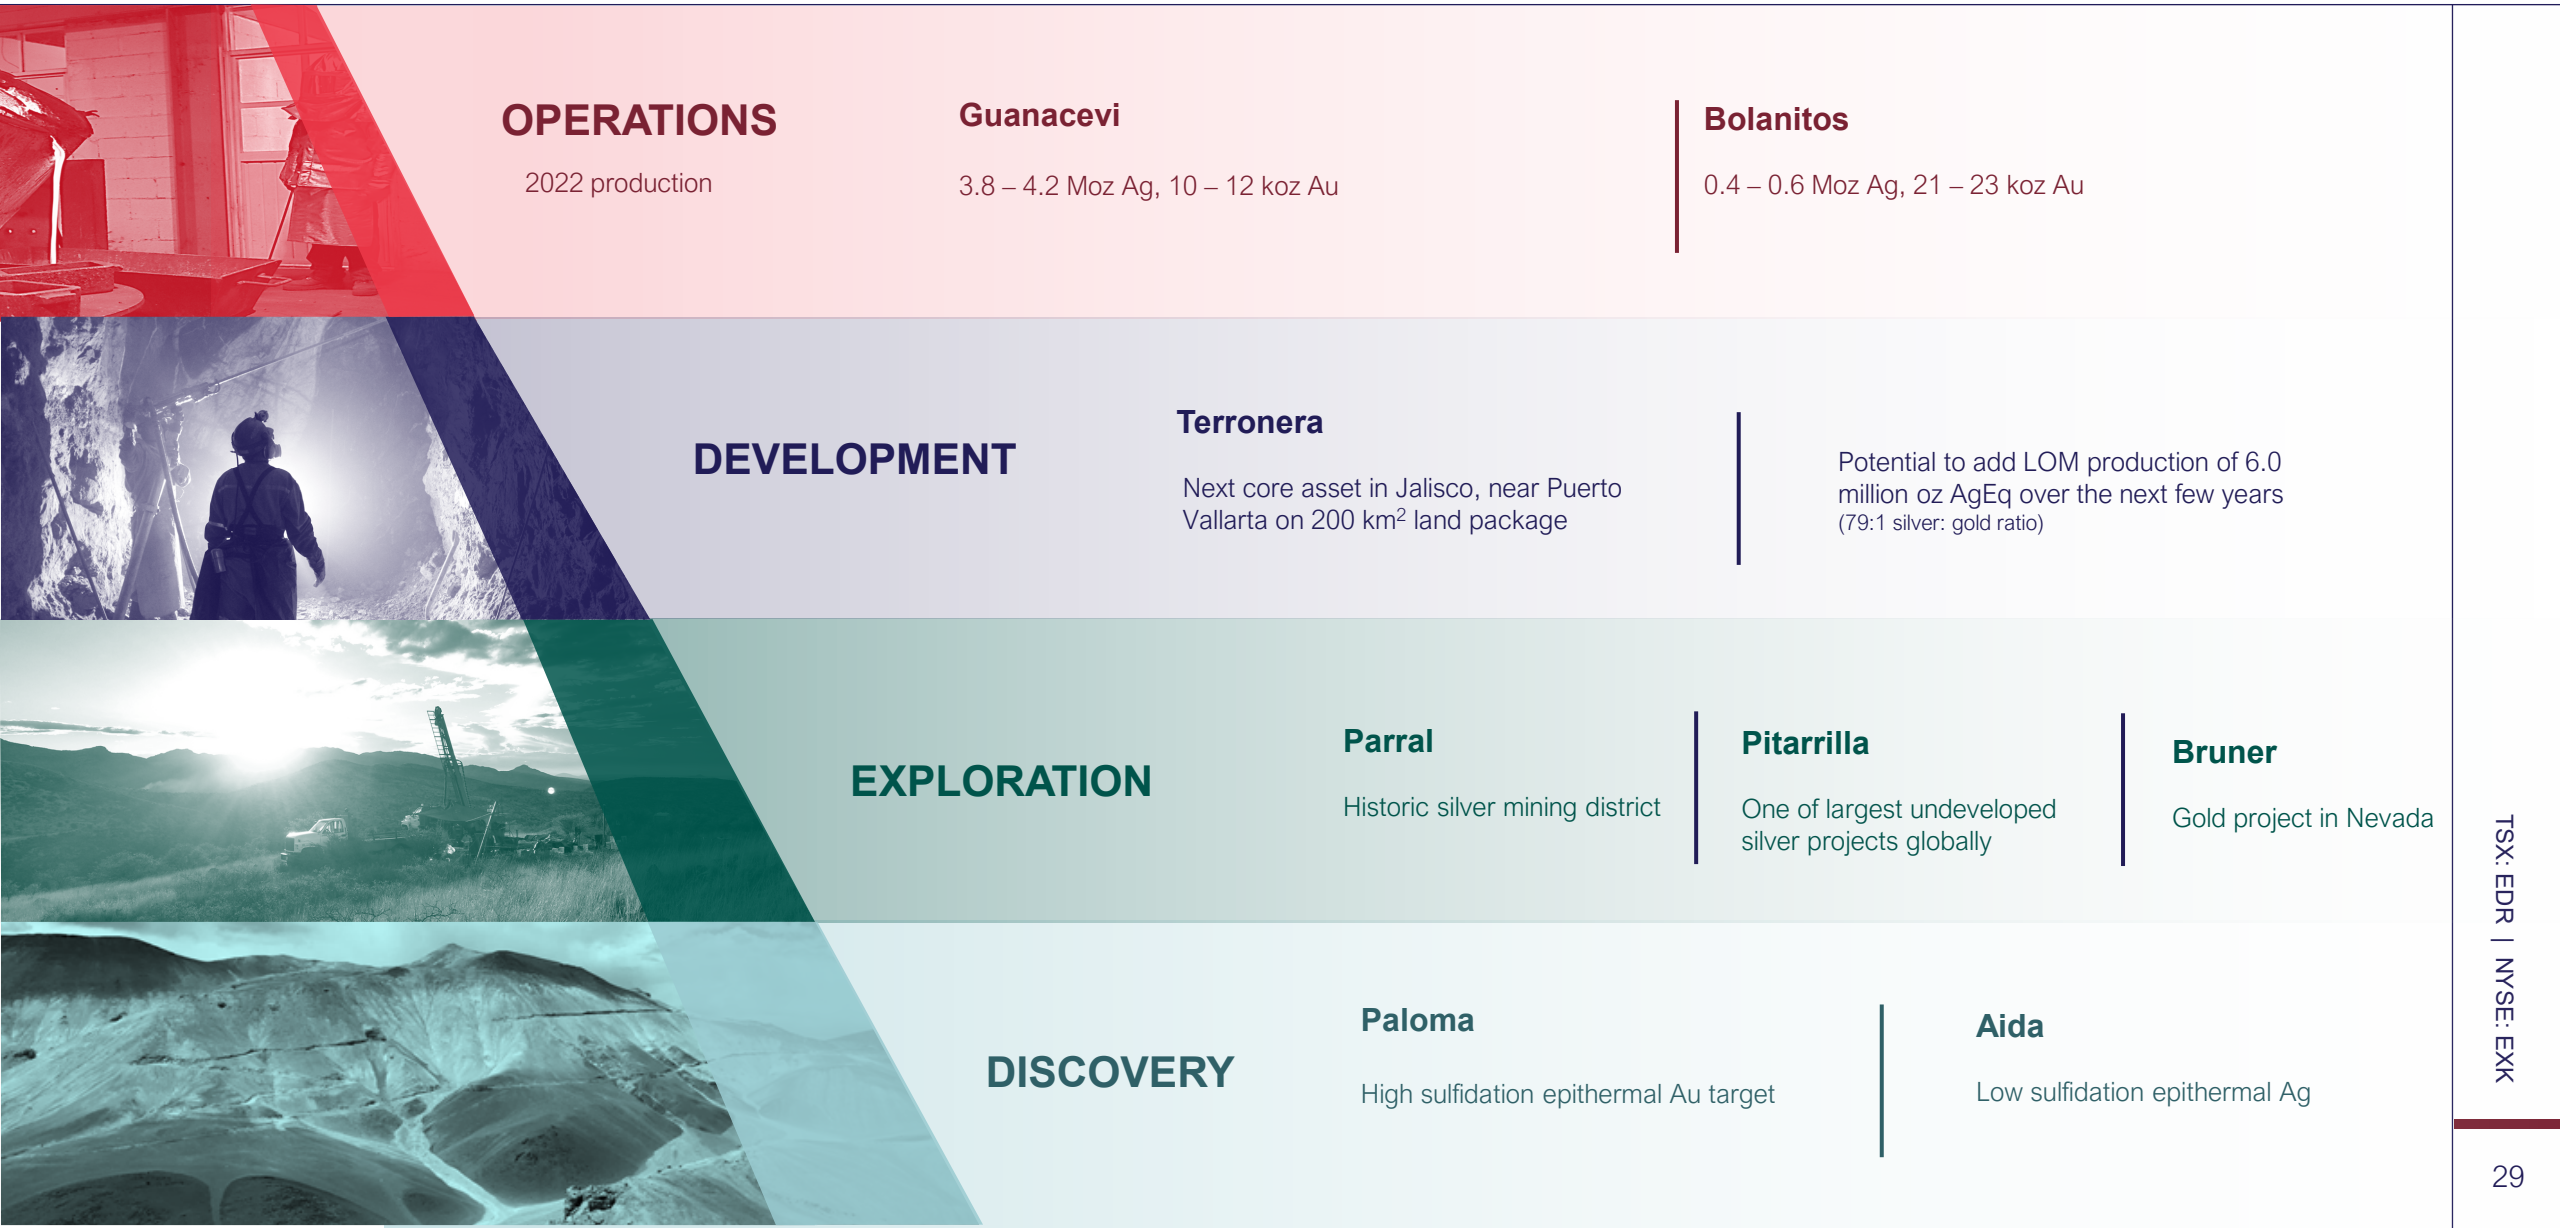 OPERATIONS
2022 production
Guanacevi
3.8 – 4.2 Moz Ag, 10 – 12 koz Au
Bolanitos
0.4 – 0.6 Moz Ag, 21 – 23 koz Au
DEVELOPMENT
Terronera
Next core asset in Jalisco, near Puerto
Vallarta on 200 km² land package
Potential to add LOM production of 6.0
million oz AgEq over the next few years
(79:1 silver: gold ratio)
EXPLORATION
Parral
Historic silver mining district
Pitarrilla
One of largest undeveloped
silver projects globally
Bruner
Gold project in Nevada
DISCOVERY
Paloma
High sulfidation epithermal Au target
Aida
Low sulfidation epithermal Ag
TSX: EDR | NYSE: EXK
29